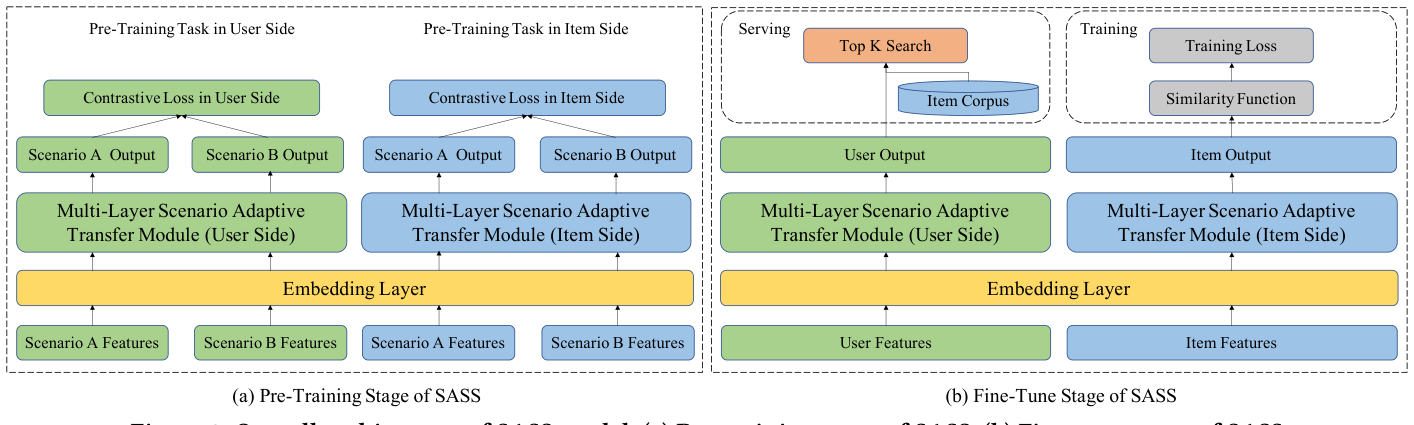 Pre-Training Task in User Side
Pre-Training Task in Item Side
Contrastive Loss in User Side
Contrastive Loss in Item Side
Scenario A Output
Scenario B Output
Scenario A Output
Scenario B Output
Multi-Layer Scenario Adaptive
Transfer Module (User Side)
Multi-Layer Scenario Adaptive
Transfer Module (Item Side)
Embedding Layer
Scenario A Features
Scenario B Features
Scenario A Features
Scenario B Features
(a) Pre-Training Stage of SASS
Serving
Top K Search
Item Corpus
Training
Training Loss
Similarity Function
User Output
Item Output
Multi-Layer Scenario Adaptive
Transfer Module (User Side)
Multi-Layer Scenario Adaptive
Transfer Module (Item Side)
Embedding Layer
User Features
Item Features
(b) Fine-Tune Stage of SASS